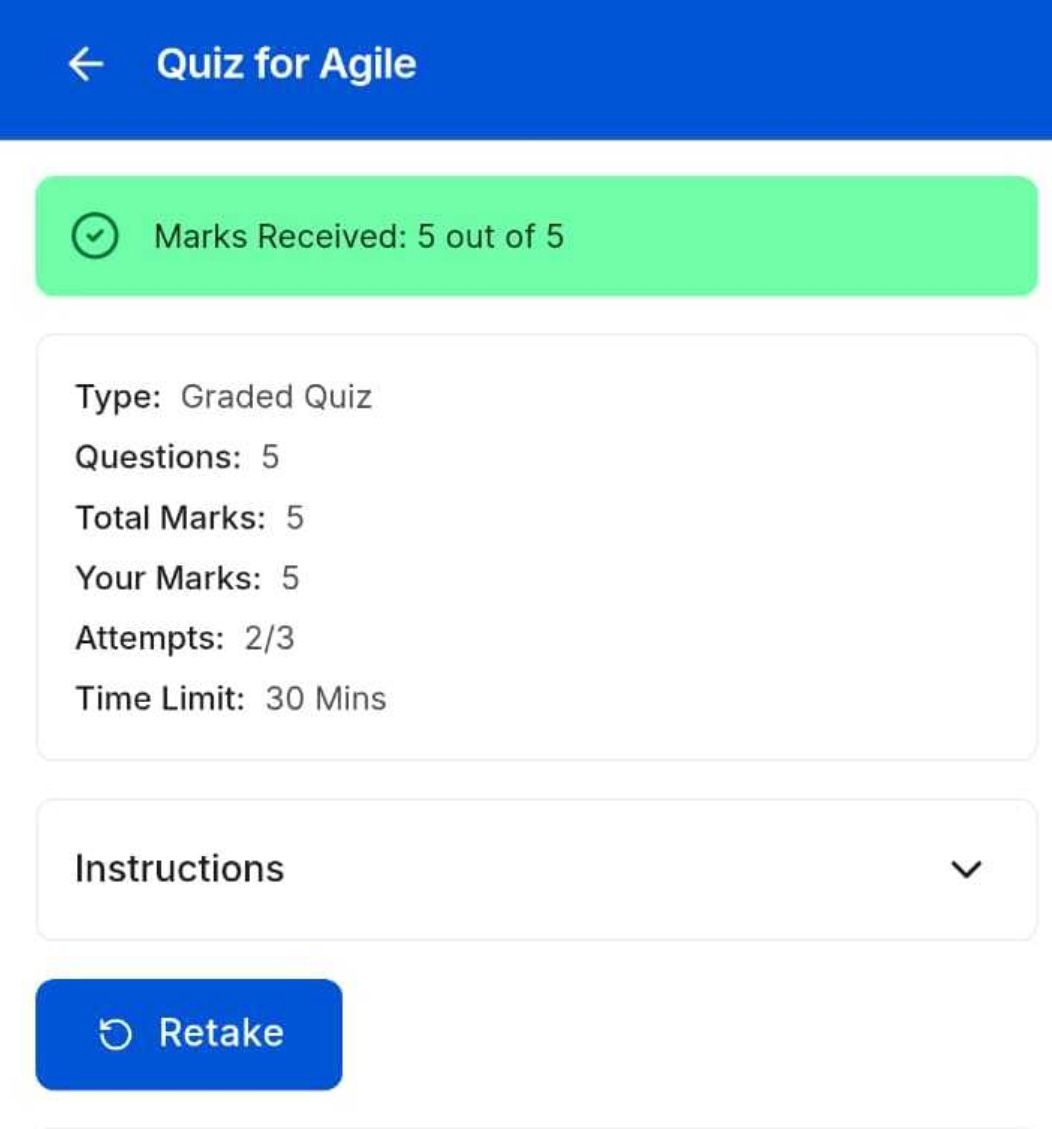 Quiz for Agile
Marks Received: 5 out of 5
Type: Graded Quiz
Questions: 5
Total Marks: 5
Your Marks: 5
Attempts: 2/3
Time Limit: 30 Mins
Instructions
Retake